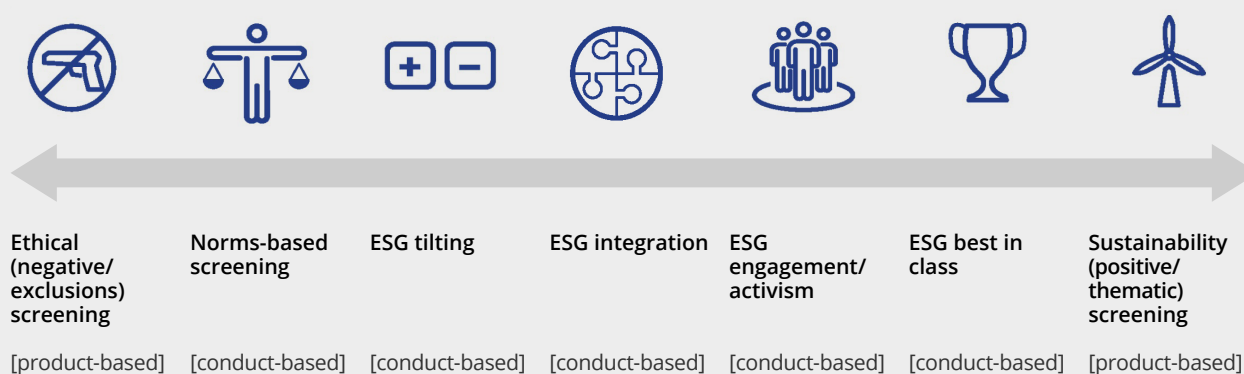 Ethical
(negative/
exclusions)
screening
[product-based]
Norms-based
screening
[conduct-based]
ESG tilting
[conduct-based]
ESG integration
[conduct-based]
ESG
engagement/
activism
[conduct-based]
ESG best in
class
[conduct-based]
Sustainability
(positive/
thematic)
screening
[product-based]